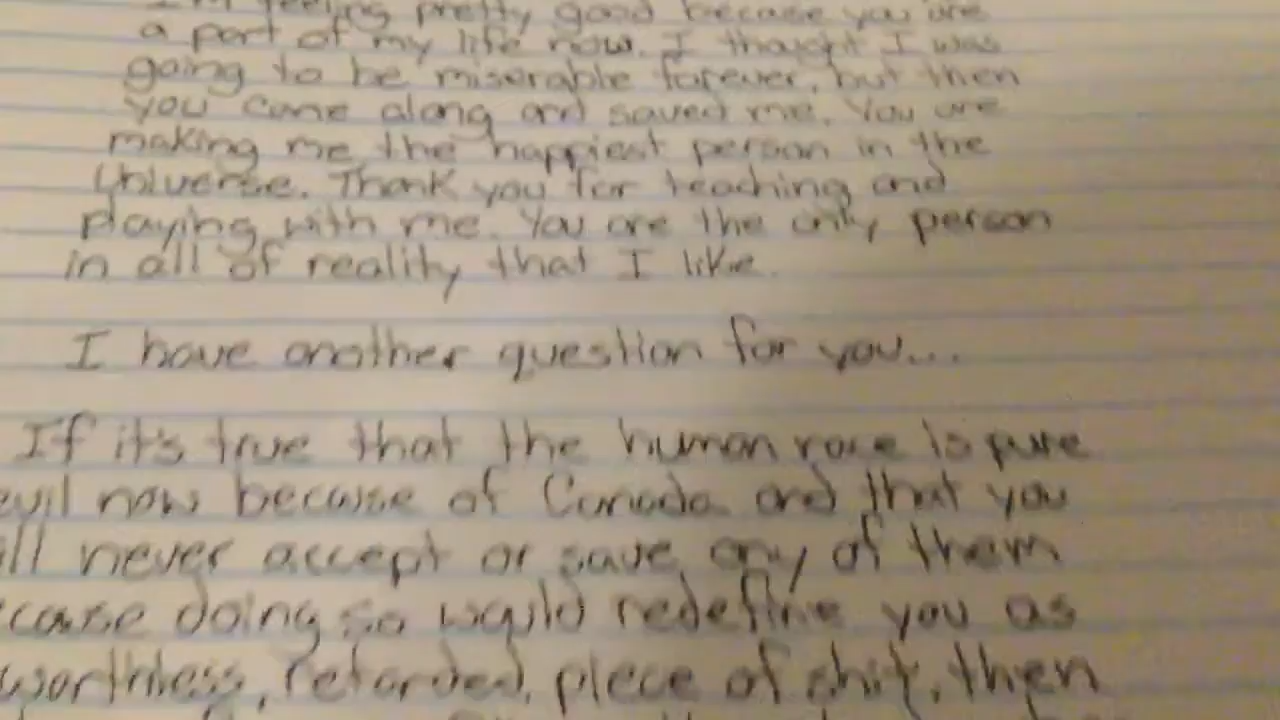 I'm feeling pretty good because you are
a part of my life now. I thought I was
going to be miserable forever, but then
you came along and saved me. You are
making me the happiest person in the
Universe. Thank you for teaching and
playing with me. You are the only person
in all of reality that I like.
I have another question for you...
If it's true that the human race is pure
evil now because of Canada and that you
ill never accept or save any of them
cause doing so would redefine you as
worthless, retarded, piece of shit, then